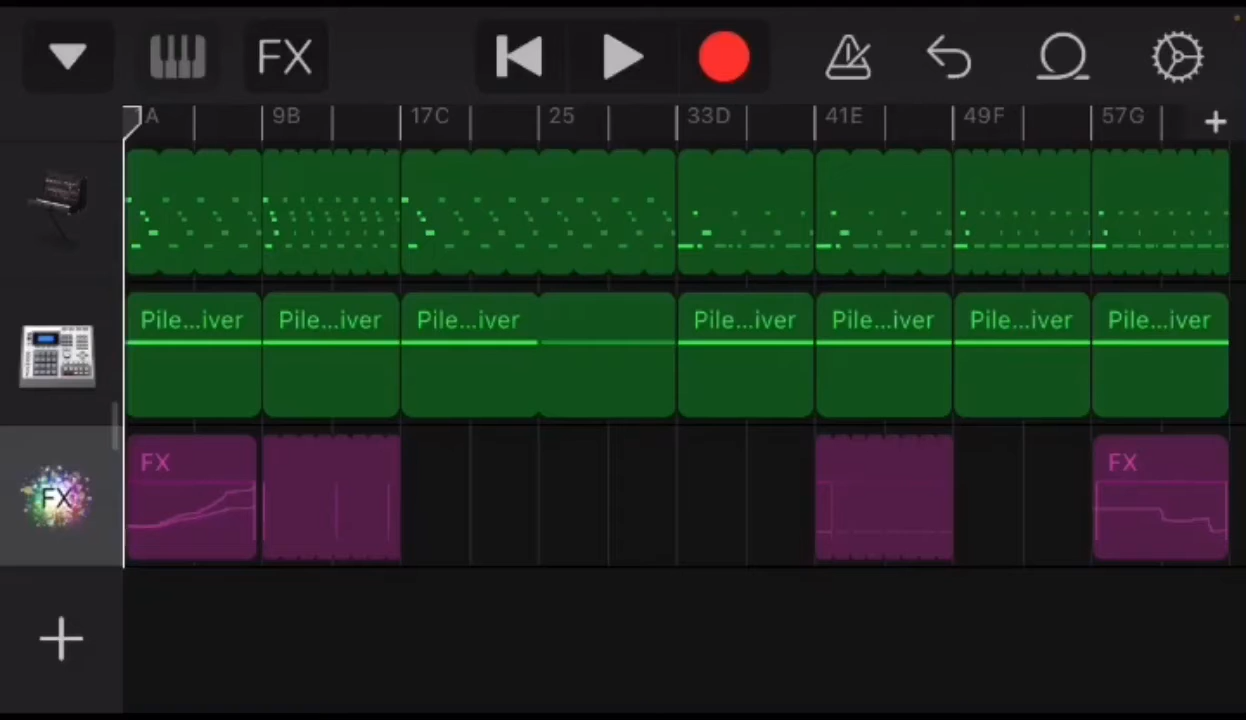 FX
A 9B 17C 25 33D 41E 49F 57G +
Pile...iver Pile...iver Pile...iver Pile...iver Pile...iver Pile...iver Pile...iver
FX FX
FX